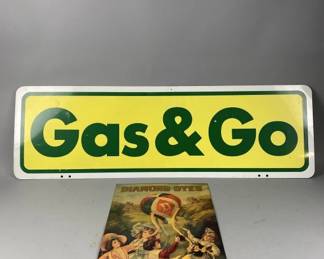 Gas & Go
DIAMOND DYES